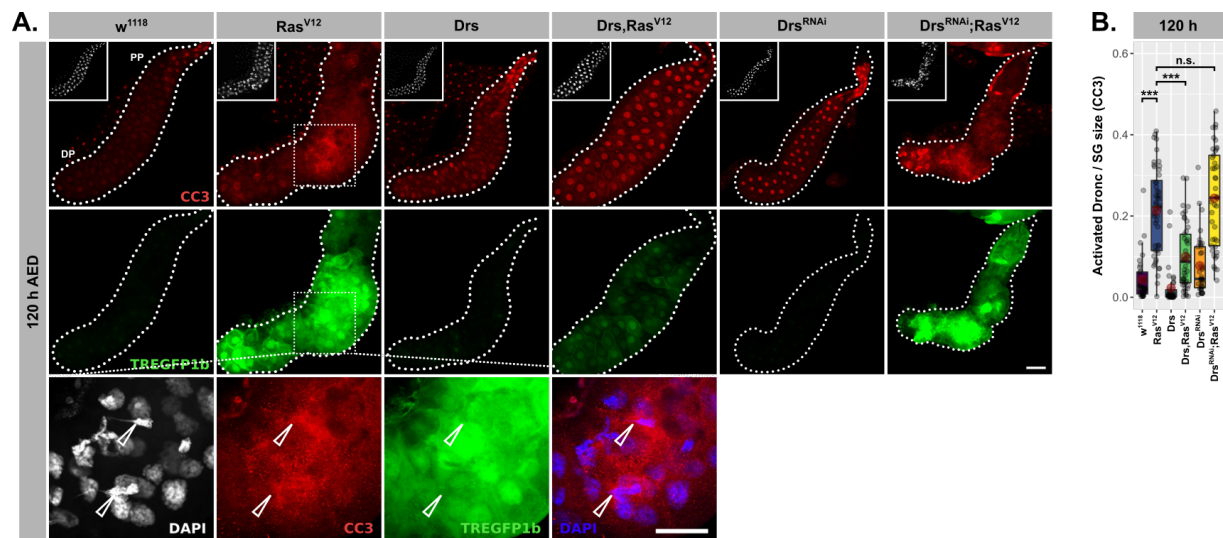 A.
w1118
RasV12
Drs
Drs,RasV12
DrsRNAi
DrsRNAi;RasV12
120 h AED
PP
DP
CC3
TREGFP1b
DAPI
CC3
TREGFP1b
DAPI
B.
120 h
Activated Dronc / SG size (CC3)
0.6
0.4
0.2
0.0
n.s.
***
***
w1118
RasV12
Drs
Drs,RasV12
DrsRNAi
DrsRNAi;RasV12